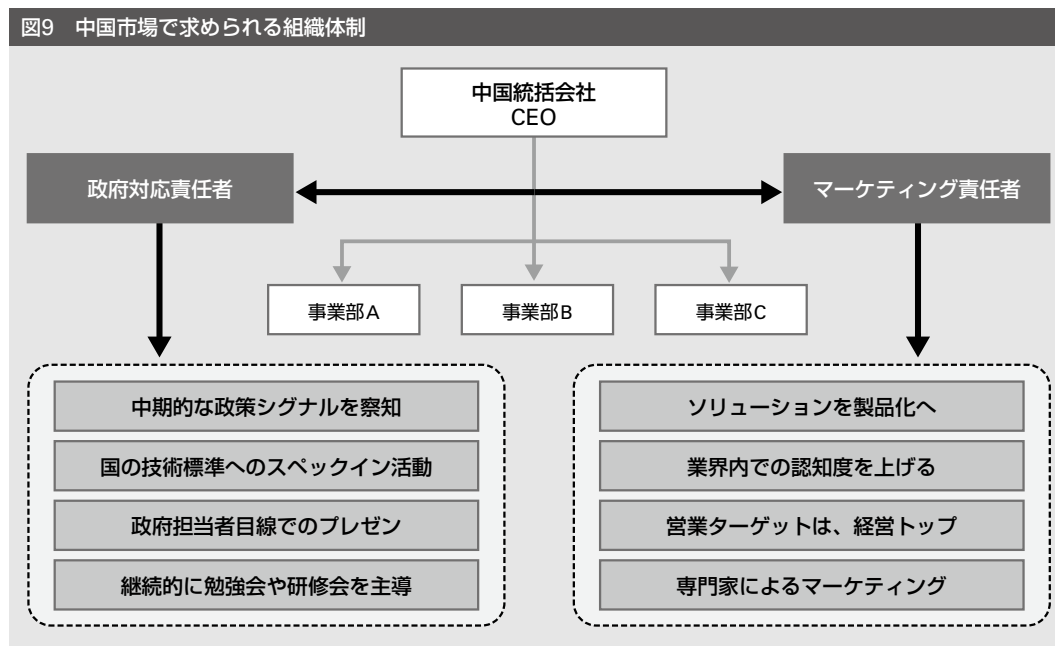 図9　中国市場で求められる組織体制
中国統括会社
CEO
政府対応責任者
マーケティング責任者
事業部A
事業部B
事業部C
中期的な政策シグナルを察知
国の技術標準へのスペックイン活動
政府担当者目線でのプレゼン
継続的に勉強会や研修会を主導
ソリューションを製品化へ
業界内での認知度を上げる
営業ターゲットは、経営トップ
専門家によるマーケティング